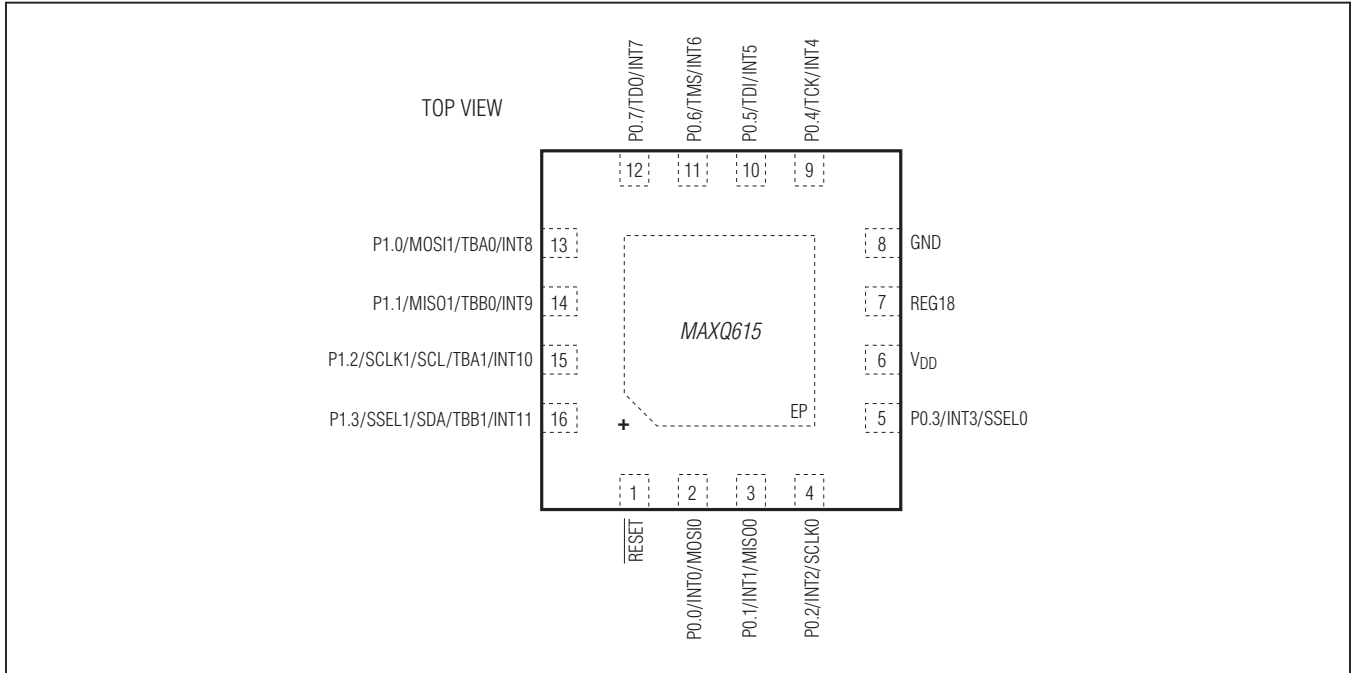 TOP VIEW
P0.7/TDO/INT7
P0.6/TMS/INT6
P0.5/TDI/INT5
P0.4/TCK/INT4
12
11
10
9
P1.0/MOSI1/TBA0/INT8 13
8 GND
P1.1/MISO1/TBB0/INT9 14
7 REG18
MAXQ615
P1.2/SCLK1/SCL/TBA1/INT10 15
6 VDD
P1.3/SSEL1/SDA/TBB1/INT11 16
+
EP
5 P0.3/INT3/SSEL0
1
2
3
4
RESET
P0.0/INT0/MOSI0
P0.1/INT1/MISO0
P0.2/INT2/SCLK0